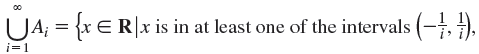 ⋃_{i=1}^{∞} A_i = {x ∈ R | x is in at least one of the intervals (−1/i, 1/i),